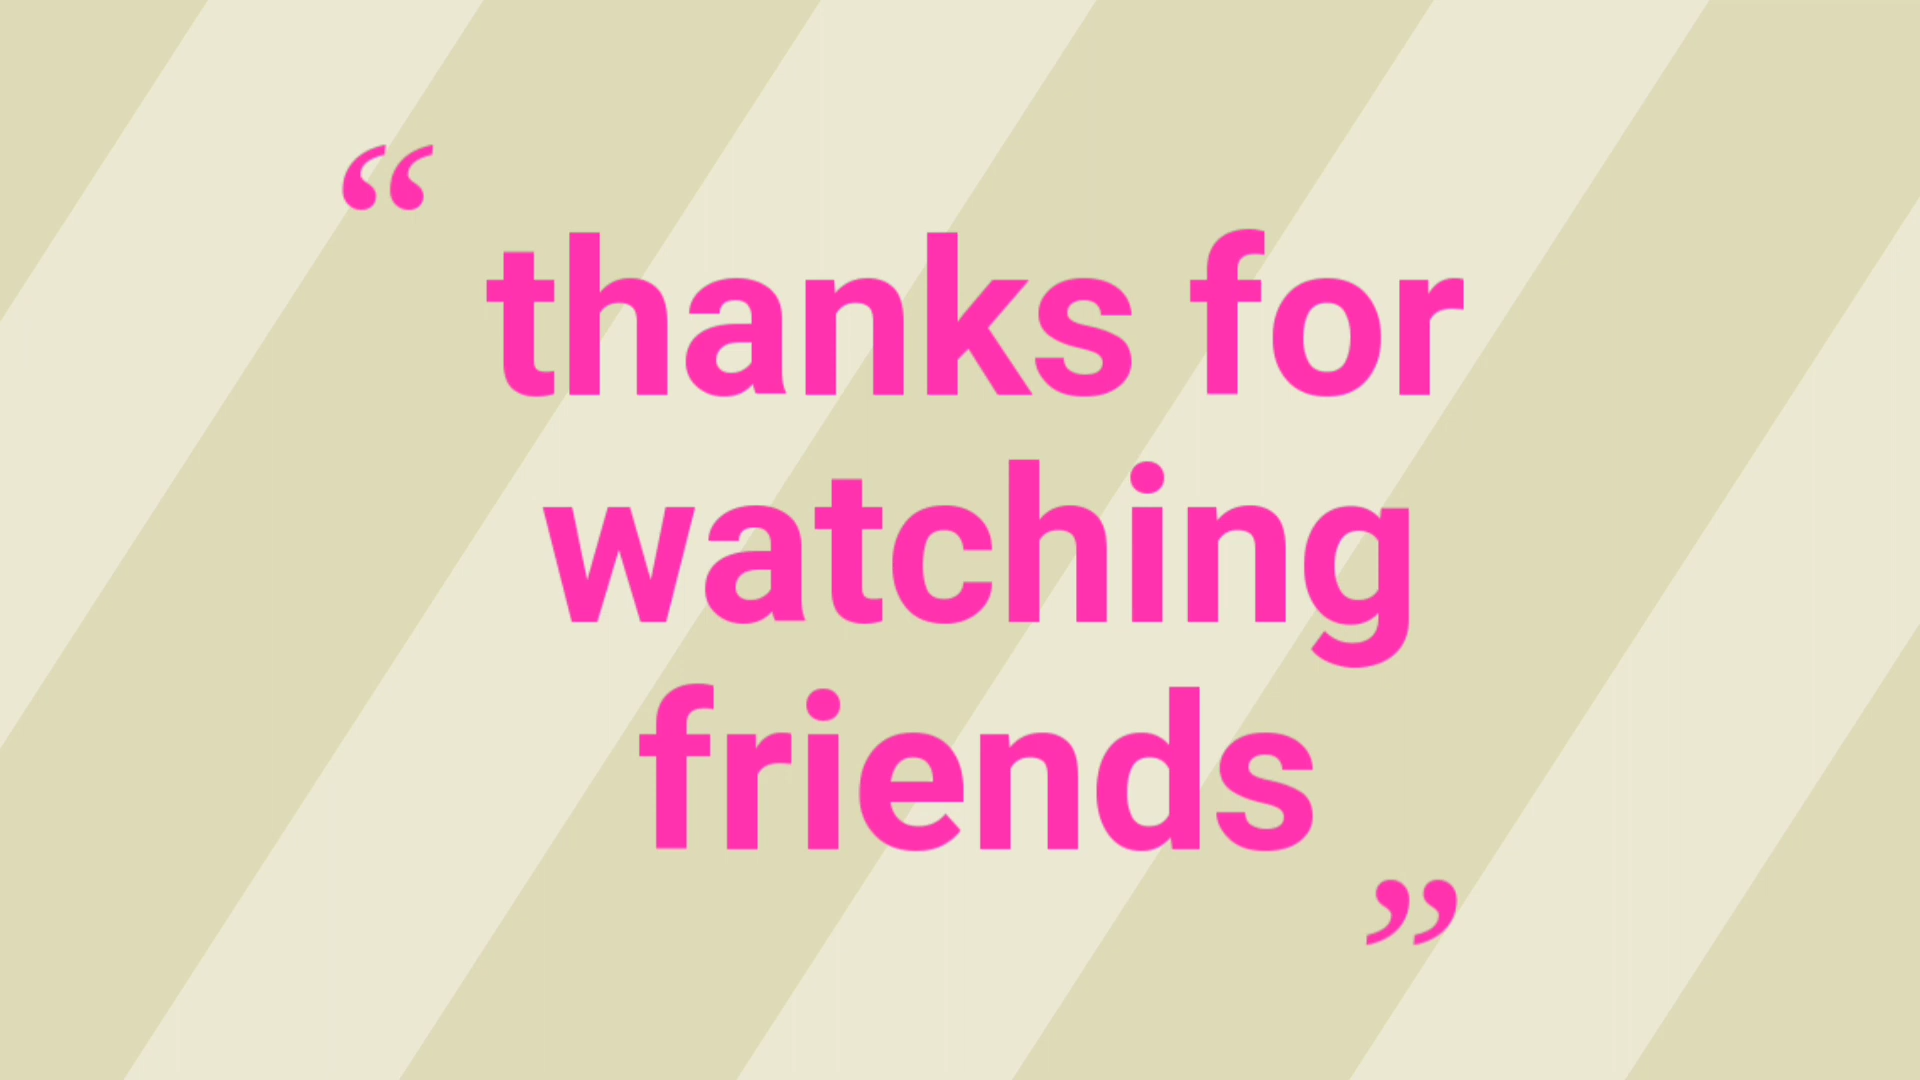 “
thanks for
watching
friends
”